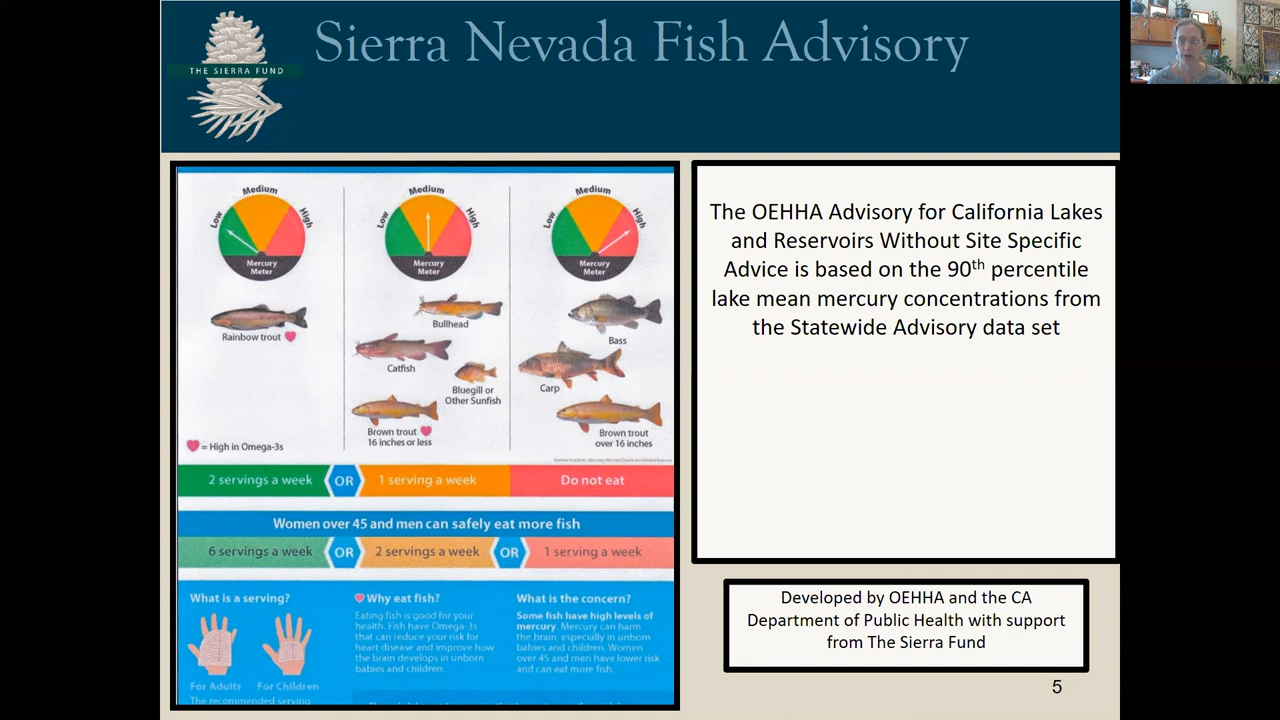 Sierra Nevada Fish Advisory
THE SIERRA FUND
Low
Medium
High
Mercury
Meter
Low
Medium
High
Mercury
Meter
Low
Medium
High
Mercury
Meter
Rainbow trout
Bullhead
Catfish
Bluegill or
Other Sunfish
Brown trout
16 inches or less
Bass
Carp
Brown trout
over 16 inches
= High in Omega-3s
2 servings a week OR 1 serving a week Do not eat
Women over 45 and men can safely eat more fish
6 servings a week OR 2 servings a week OR 1 serving a week
What is a serving?
For Adults For Children
The recommended serving
Why eat fish?
Eating fish is good for your
health. Fish have Omega-3s
that can reduce your risk for
heart disease and improve how
the brain develops in unborn
babies and children.
What is the concern?
Some fish have high levels of
mercury. Mercury can harm
the brain, especially in unborn
babies and children. Women
over 45 and men have lower risk
and can eat more fish.
The OEHHA Advisory for California Lakes
and Reservoirs Without Site Specific
Advice is based on the 90th percentile
lake mean mercury concentrations from
the Statewide Advisory data set
Developed by OEHHA and the CA
Department of Public Health with support
from The Sierra Fund
5